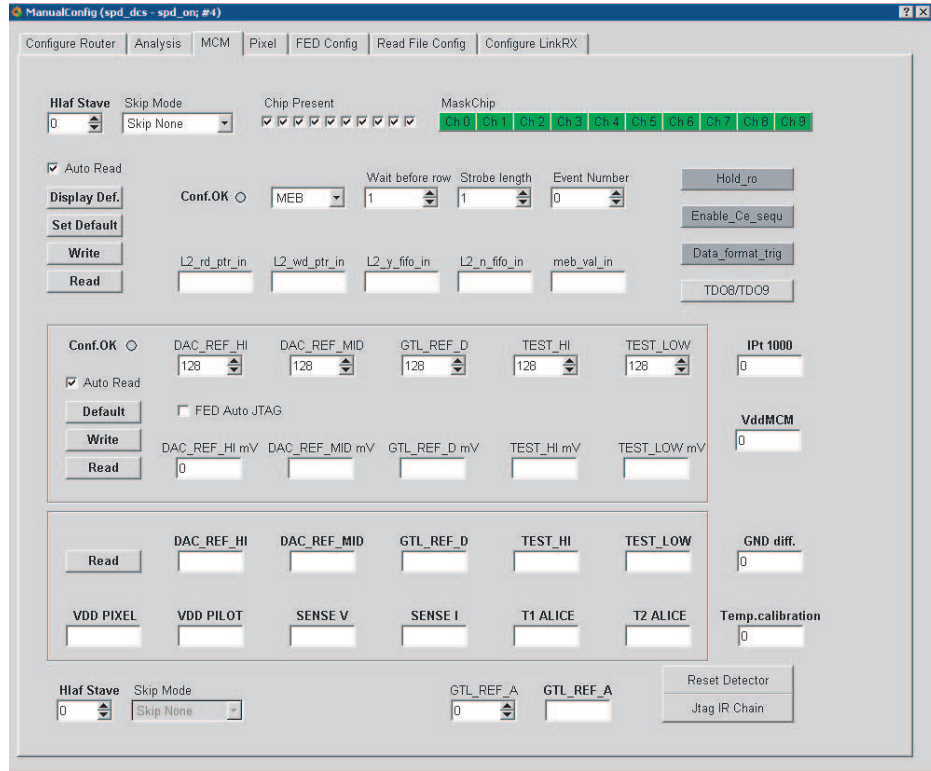 ManualConfig (spd_dcs - spd_on; #4)
Configure Router Analysis MCM Pixel FED Config Read File Config Configure LinkRX
Hlaf Stave Skip Mode Chip Present MaskChip
0 Skip None Ch 0 Ch 1 Ch 2 Ch 3 Ch 4 Ch 5 Ch 6 Ch 7 Ch 8 Ch 9
Auto Read
Wait before row Strobe length Event Number
Hold_ro
Display Def. Conf.OK MEB 1 1 0
Set Default Enable_Ce_sequ
Write Data_format_trig
L2_rd_ptr_in L2_wd_ptr_in L2_y_fifo_in L2_n_fifo_in meb_val_in
Read
TDO8/TDO9
Conf.OK DAC_REF_HI DAC_REF_MID GTL_REF_D TEST_HI TEST_LOW IPt 1000
128 128 128 128 128 0
Auto Read
Default FED Auto JTAG
VddMCM
Write 0
DAC_REF_HI mV DAC_REF_MID mV GTL_REF_D mV TEST_HI mV TEST_LOW mV
Read 0
DAC_REF_HI DAC_REF_MID GTL_REF_D TEST_HI TEST_LOW GND diff.
Read 0
VDD PIXEL VDD PILOT SENSE V SENSE I T1 ALICE T2 ALICE Temp.calibration
0
Hlaf Stave Skip Mode GTL_REF_A GTL_REF_A
Reset Detector
0 Skip None 0
Jtag IR Chain